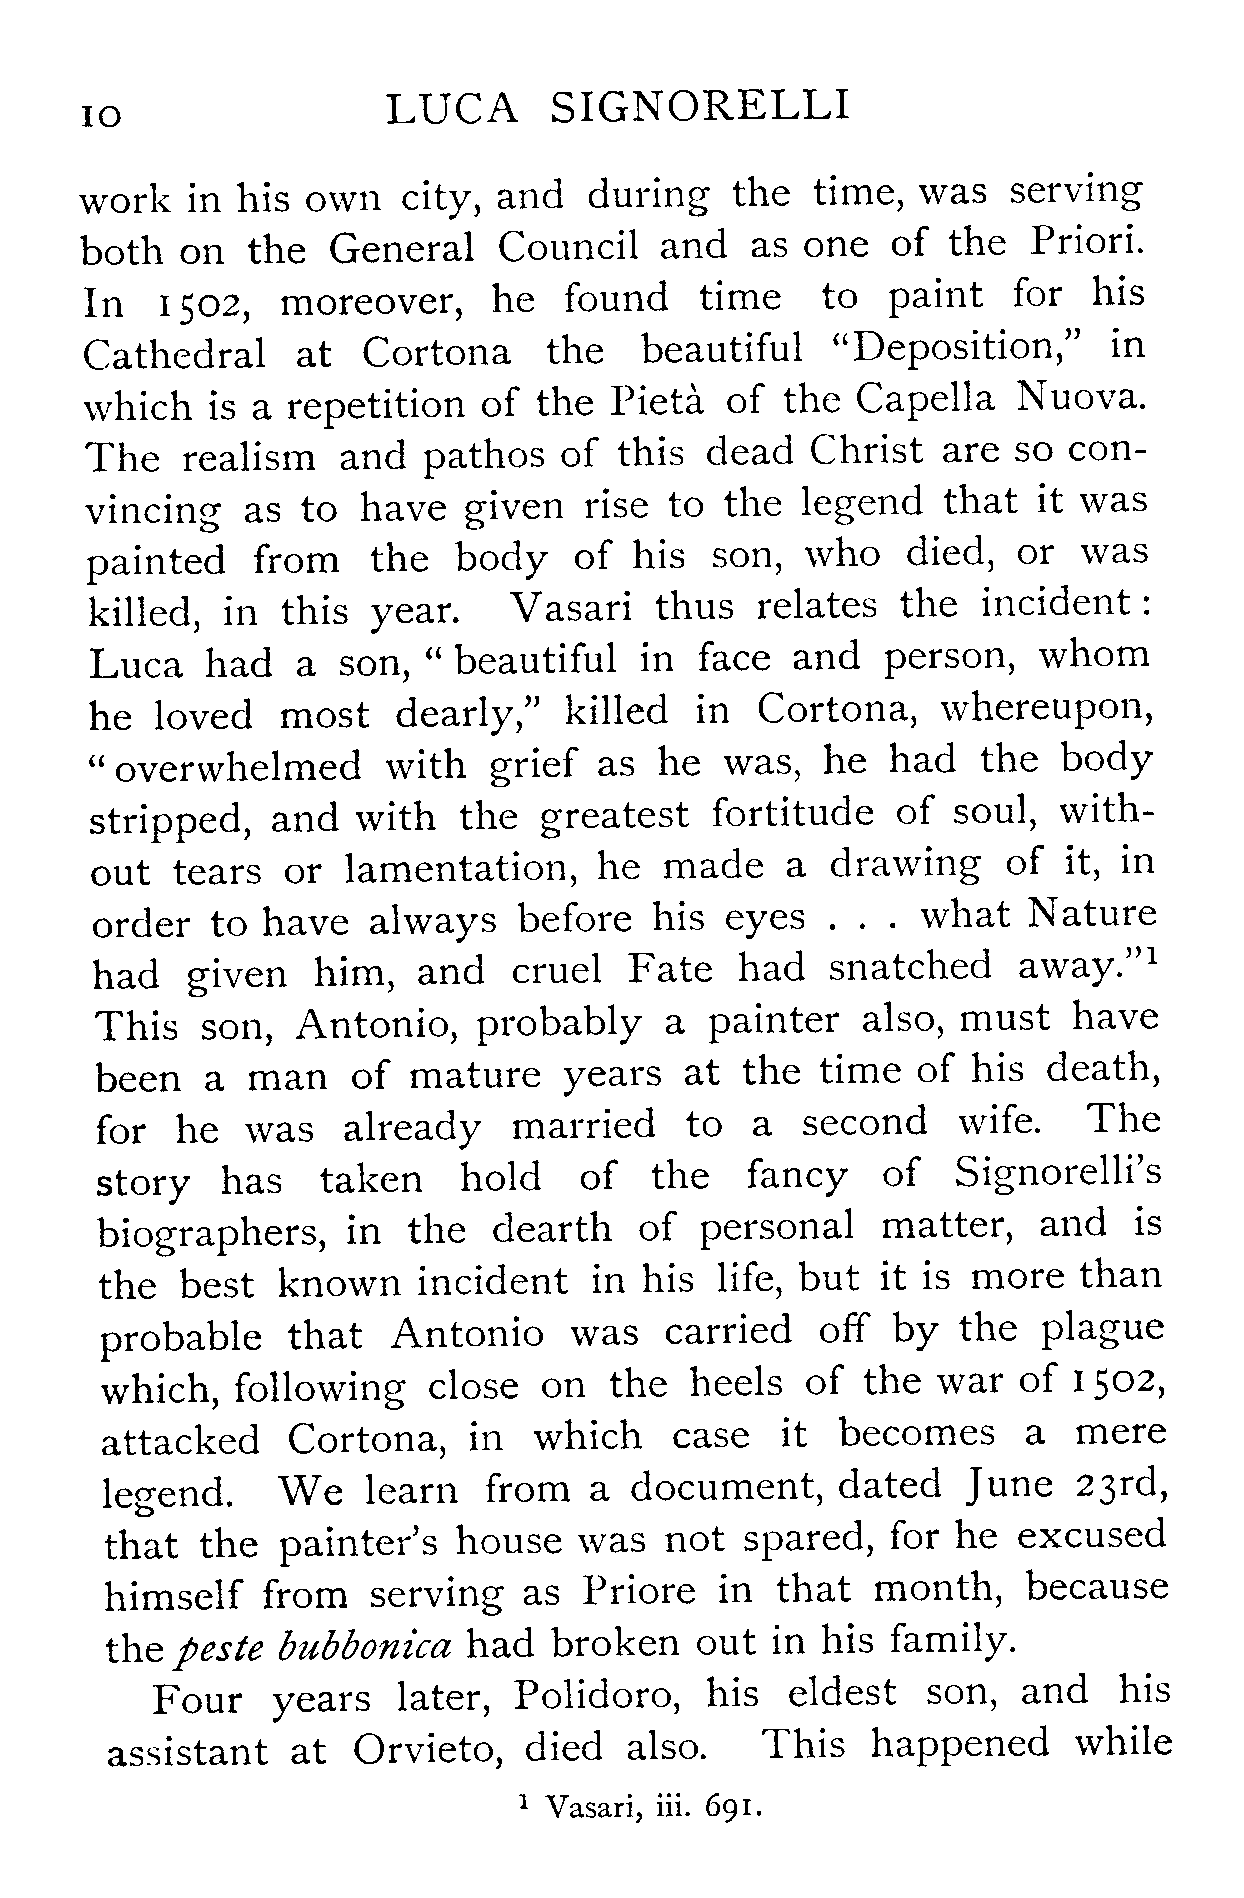 10 LUCA SIGNORELLI
work in his own city, and during the time, was serving
both on the General Council and as one of the Priori.
In 1502, moreover, he found time to paint for his
Cathedral at Cortona the beautiful “Deposition,” in
which is a repetition of the Pietà of the Capella Nuova.
The realism and pathos of this dead Christ are so con-
vincing as to have given rise to the legend that it was
painted from the body of his son, who died, or was
killed, in this year. Vasari thus relates the incident :
Luca had a son, “ beautiful in face and person, whom
he loved most dearly,” killed in Cortona, whereupon,
“ overwhelmed with grief as he was, he had the body
stripped, and with the greatest fortitude of soul, with-
out tears or lamentation, he made a drawing of it, in
order to have always before his eyes . . . what Nature
had given him, and cruel Fate had snatched away.”¹
This son, Antonio, probably a painter also, must have
been a man of mature years at the time of his death,
for he was already married to a second wife. The
story has taken hold of the fancy of Signorelli’s
biographers, in the dearth of personal matter, and is
the best known incident in his life, but it is more than
probable that Antonio was carried off by the plague
which, following close on the heels of the war of 1502,
attacked Cortona, in which case it becomes a mere
legend. We learn from a document, dated June 23rd,
that the painter’s house was not spared, for he excused
himself from serving as Priore in that month, because
the peste bubbonica had broken out in his family.
Four years later, Polidoro, his eldest son, and his
assistant at Orvieto, died also. This happened while
¹ Vasari, iii. 691.